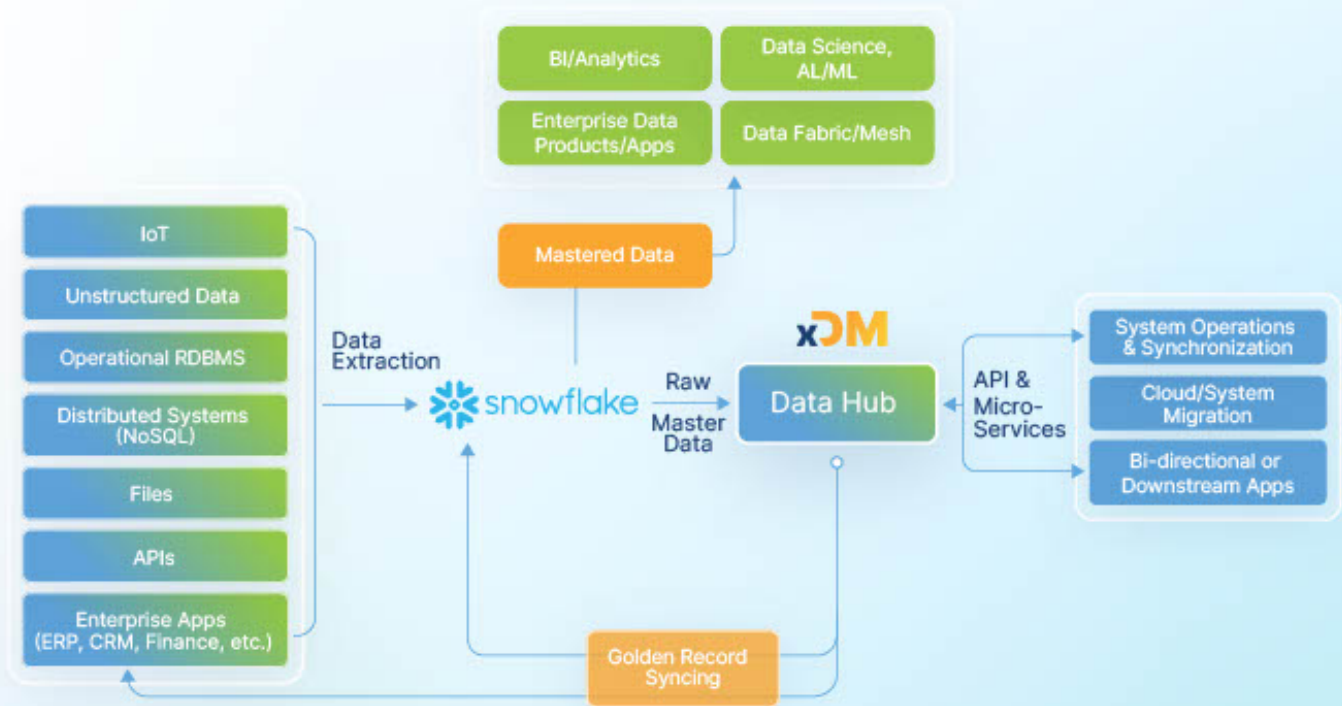 BI/Analytics
Data Science,
AL/ML
Enterprise Data
Products/Apps
Data Fabric/Mesh
Mastered Data
IoT
Unstructured Data
Operational RDBMS
Distributed Systems
(NoSQL)
Files
APIs
Enterprise Apps
(ERP, CRM, Finance, etc.)
Data
Extraction
snowflake
Raw
Master
Data
xDM
Data Hub
API &
Micro-
Services
System Operations
& Synchronization
Cloud/System
Migration
Bi-directional or
Downstream Apps
Golden Record
Syncing